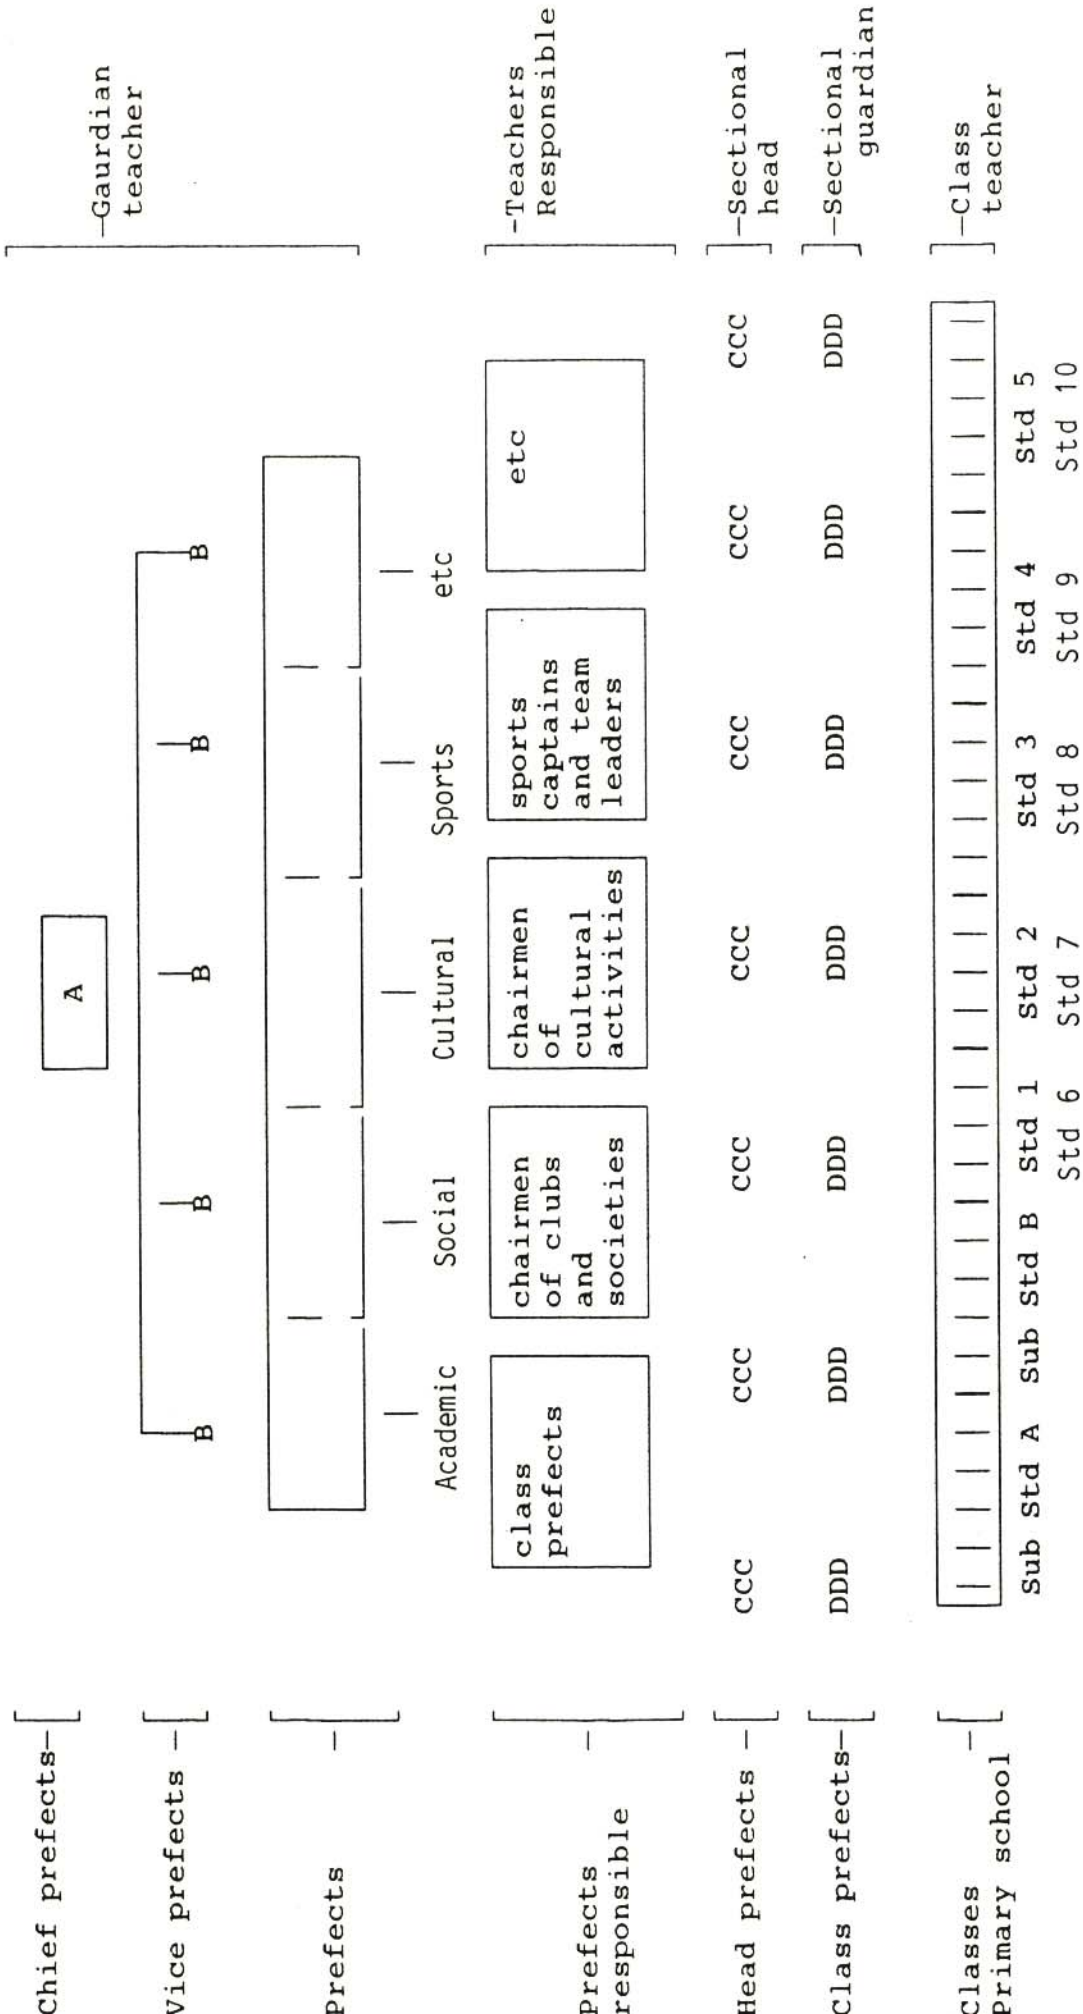 Chief prefects— A —Gaurdian
teacher
Vice prefects — B B B B B
Prefects —
Academic Social Cultural Sports etc
Prefects —
responsible
class
prefects
chairmen
of clubs
and
societies
chairmen
of
cultural
activities
sports
captains
and team
leaders
etc
-Teachers
Responsible
Head prefects — CCC CCC CCC CCC CCC CCC CCC —Sectional
head
Class prefects— DDD DDD DDD DDD DDD DDD DDD —Sectional
guardian
Classes —
Primary school
—Class
teacher
Sub Std A Sub Std B Std 1 Std 2 Std 3 Std 4 Std 5
Std 6 Std 7 Std 8 Std 9 Std 10